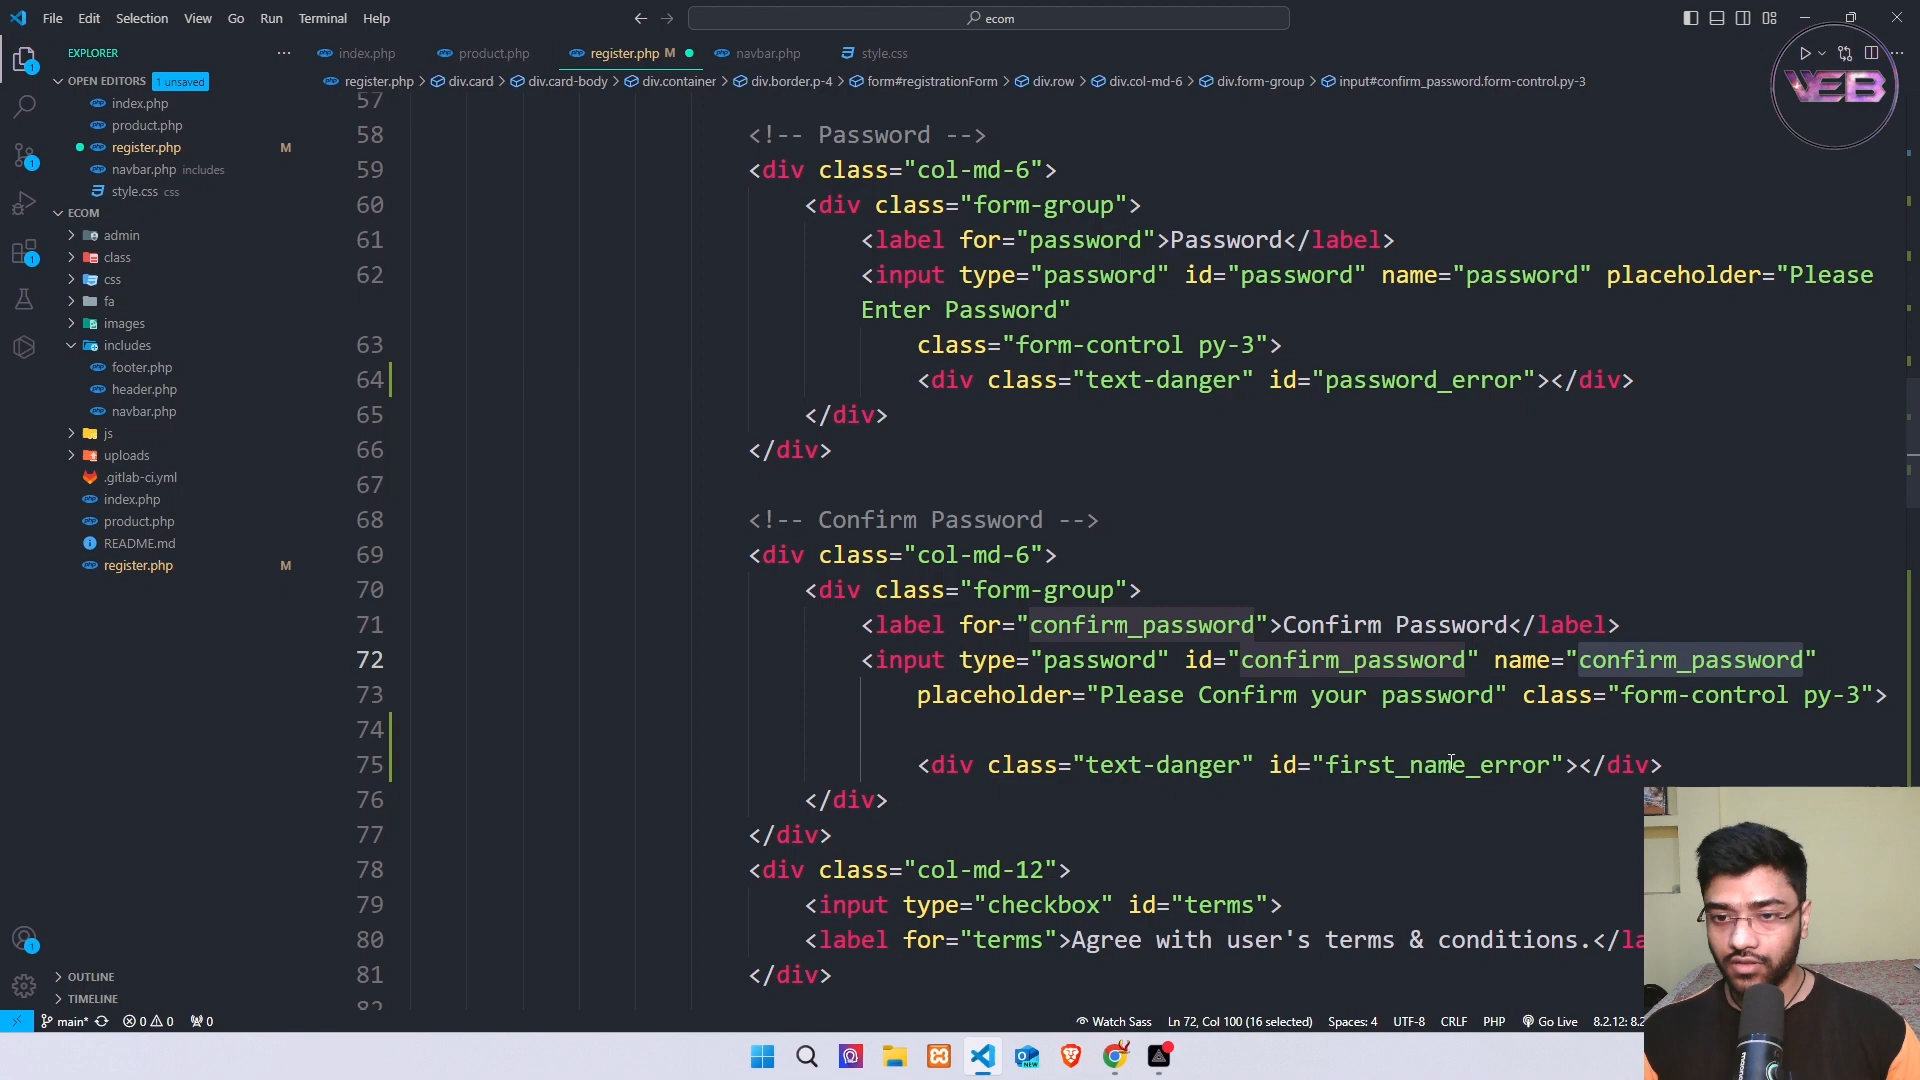 File Edit Selection View Go Run Terminal Help
ecom
EXPLORER
index.php
product.php
register.php M
navbar.php
style.css
OPEN EDITORS 1 unsaved
register.php > div.card > div.card-body > div.container > div.border.p-4 > form#registrationForm > div.row > div.col-md-6 > div.form-group > input#confirm_password.form-control.py-3
VEB
index.php
product.php
register.php M
navbar.php includes
style.css css
ECOM
admin
class
css
fa
images
includes
footer.php
header.php
navbar.php
js
uploads
.gitlab-ci.yml
index.php
product.php
README.md
register.php M
OUTLINE
TIMELINE
57
58 <!-- Password -->
59 <div class="col-md-6">
60 <div class="form-group">
61 <label for="password">Password</label>
62 <input type="password" id="password" name="password" placeholder="Please
Enter Password"
63 class="form-control py-3">
64 <div class="text-danger" id="password_error"></div>
65 </div>
66 </div>
67
68 <!-- Confirm Password -->
69 <div class="col-md-6">
70 <div class="form-group">
71 <label for="confirm_password">Confirm Password</label>
72 <input type="password" id="confirm_password" name="confirm_password"
73 placeholder="Please Confirm your password" class="form-control py-3">
74
75 <div class="text-danger" id="first_name_error"></div>
76 </div>
77 </div>
78 <div class="col-md-12">
79 <input type="checkbox" id="terms">
80 <label for="terms">Agree with user's terms & conditions.</la
81 </div>
82
main* 0 0 0 Watch Sass Ln 72, Col 100 (16 selected) Spaces: 4 UTF-8 CRLF PHP Go Live 8.2.12: 8.2